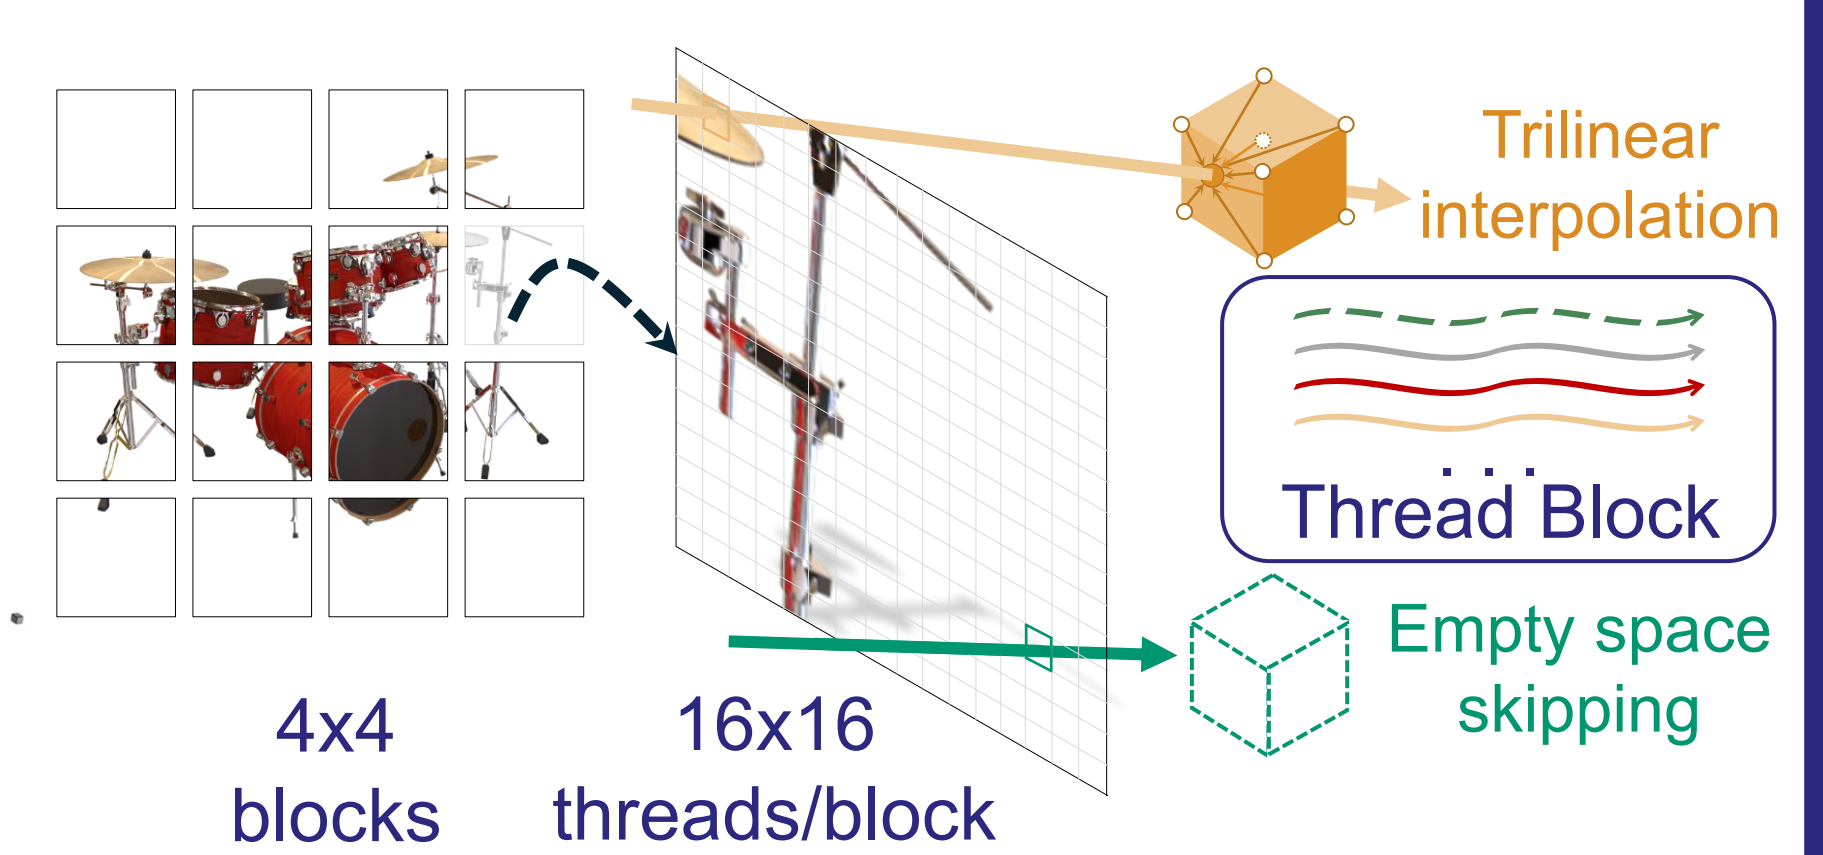 Trilinear
interpolation
. . .
Thread Block
Empty space
skipping
4x4
blocks
16x16
threads/block